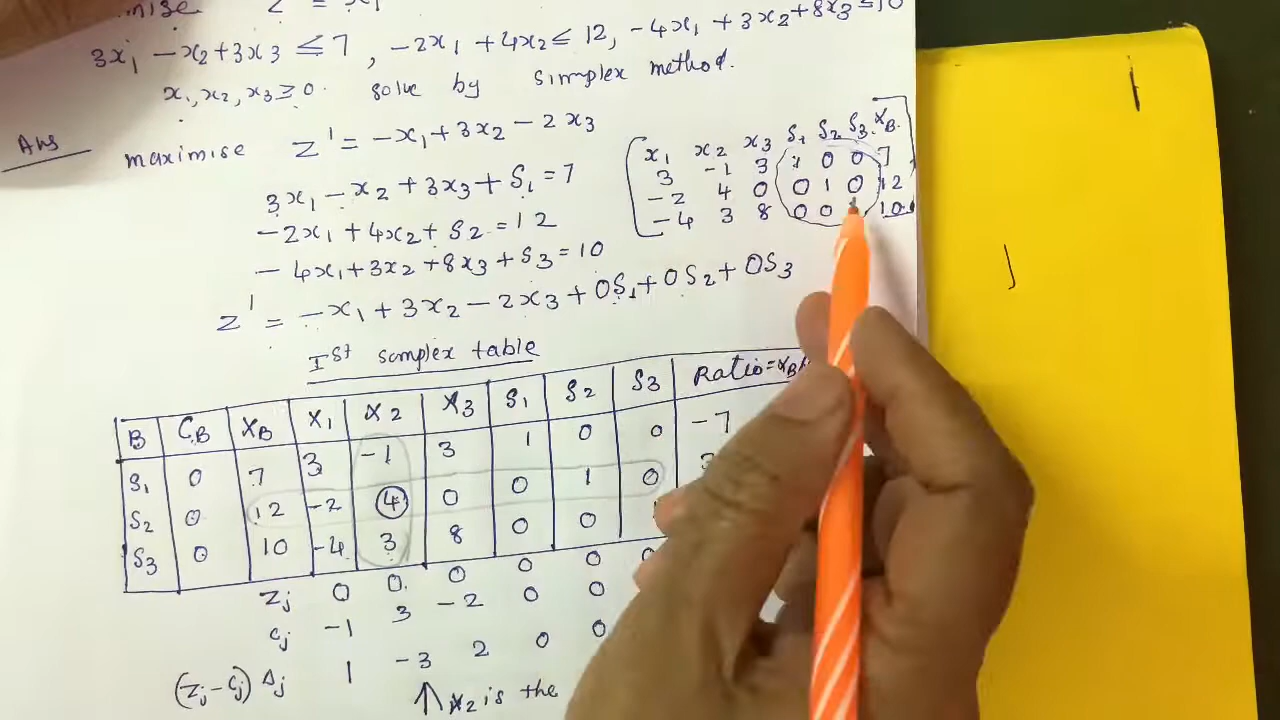 Z = x1
3x1 - x2 + 3x3 ≤ 7 , -2x1 + 4x2 ≤ 12, -4x1 + 3x2 + 8x3 ≤ 10
x1, x2, x3 ≥ 0. solve by simplex method.
Ans
maximise Z' = -x1 + 3x2 - 2x3
3x1 - x2 + 3x3 + S1 = 7
-2x1 + 4x2 + S2 = 12
- 4x1 + 3x2 + 8x3 + S3 = 10
Z' = -x1 + 3x2 - 2x3 + 0S1 + 0S2 + 0S3
x1 x2 x3 S1 S2 S3 XB.
3 -1 3 1 0 0 7
-2 4 0 0 1 0 12
-4 3 8 0 0 10
Ist simplex table
B CB XB X1 X2 X3 S1 S2 S3 Ratio = XB/
S1 0 7 3 -1 3 1 0 0 -7
S2 0 12 -2 4 0 0 1 0 3
S3 0 10 -4 3 8 0 0
Zj 0 0 0 0 0 0
Cj -1 3 -2 0 0
(Zj-Cj) Δj 1 -3 2 0 0
↑ X2 is the